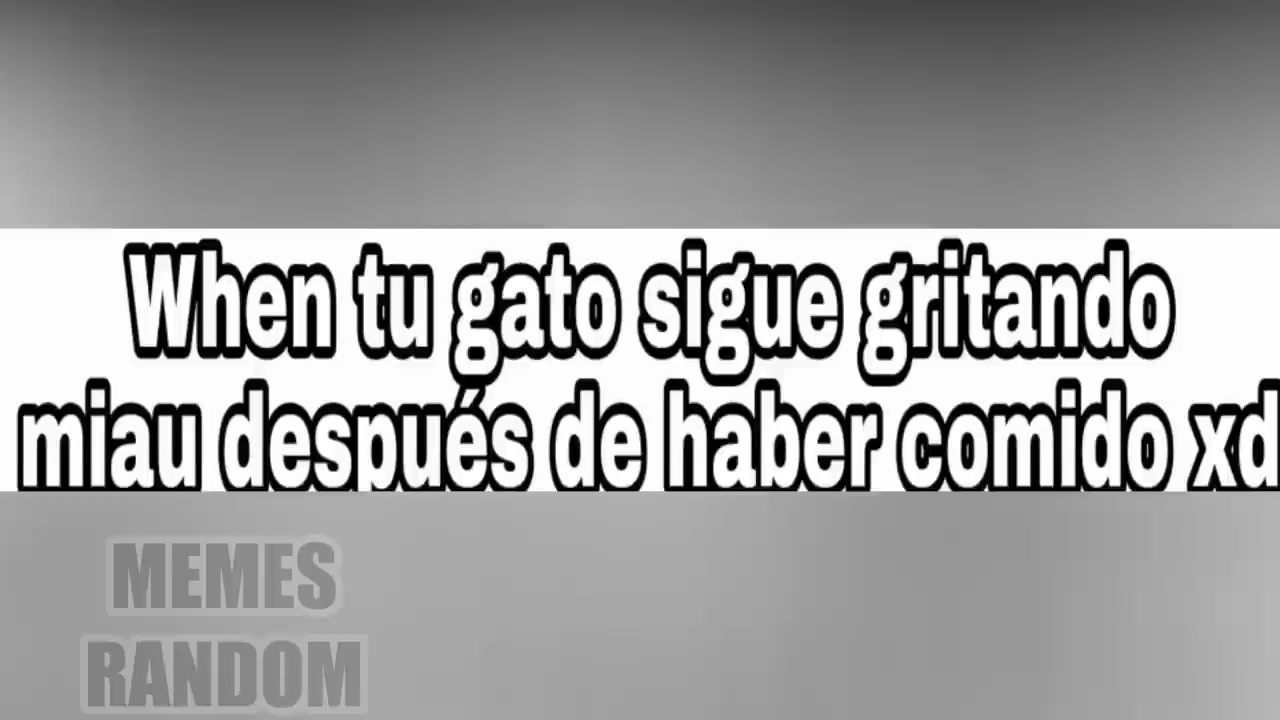 When tu gato sigue gritando
miau después de haber comido xd
MEMES
RANDOM